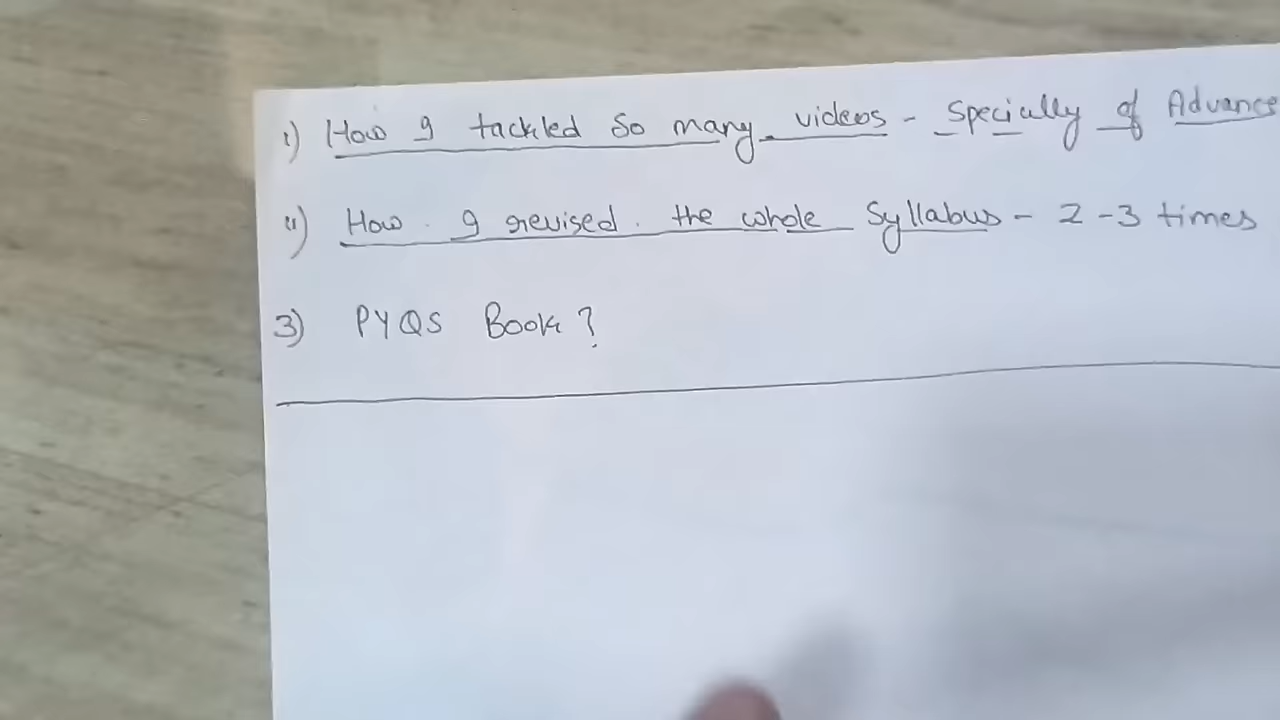 1) How I tackled So many videos - Specially of Advance
11) How I revised the whole Syllabus - 2-3 times
3) PYQS Book?